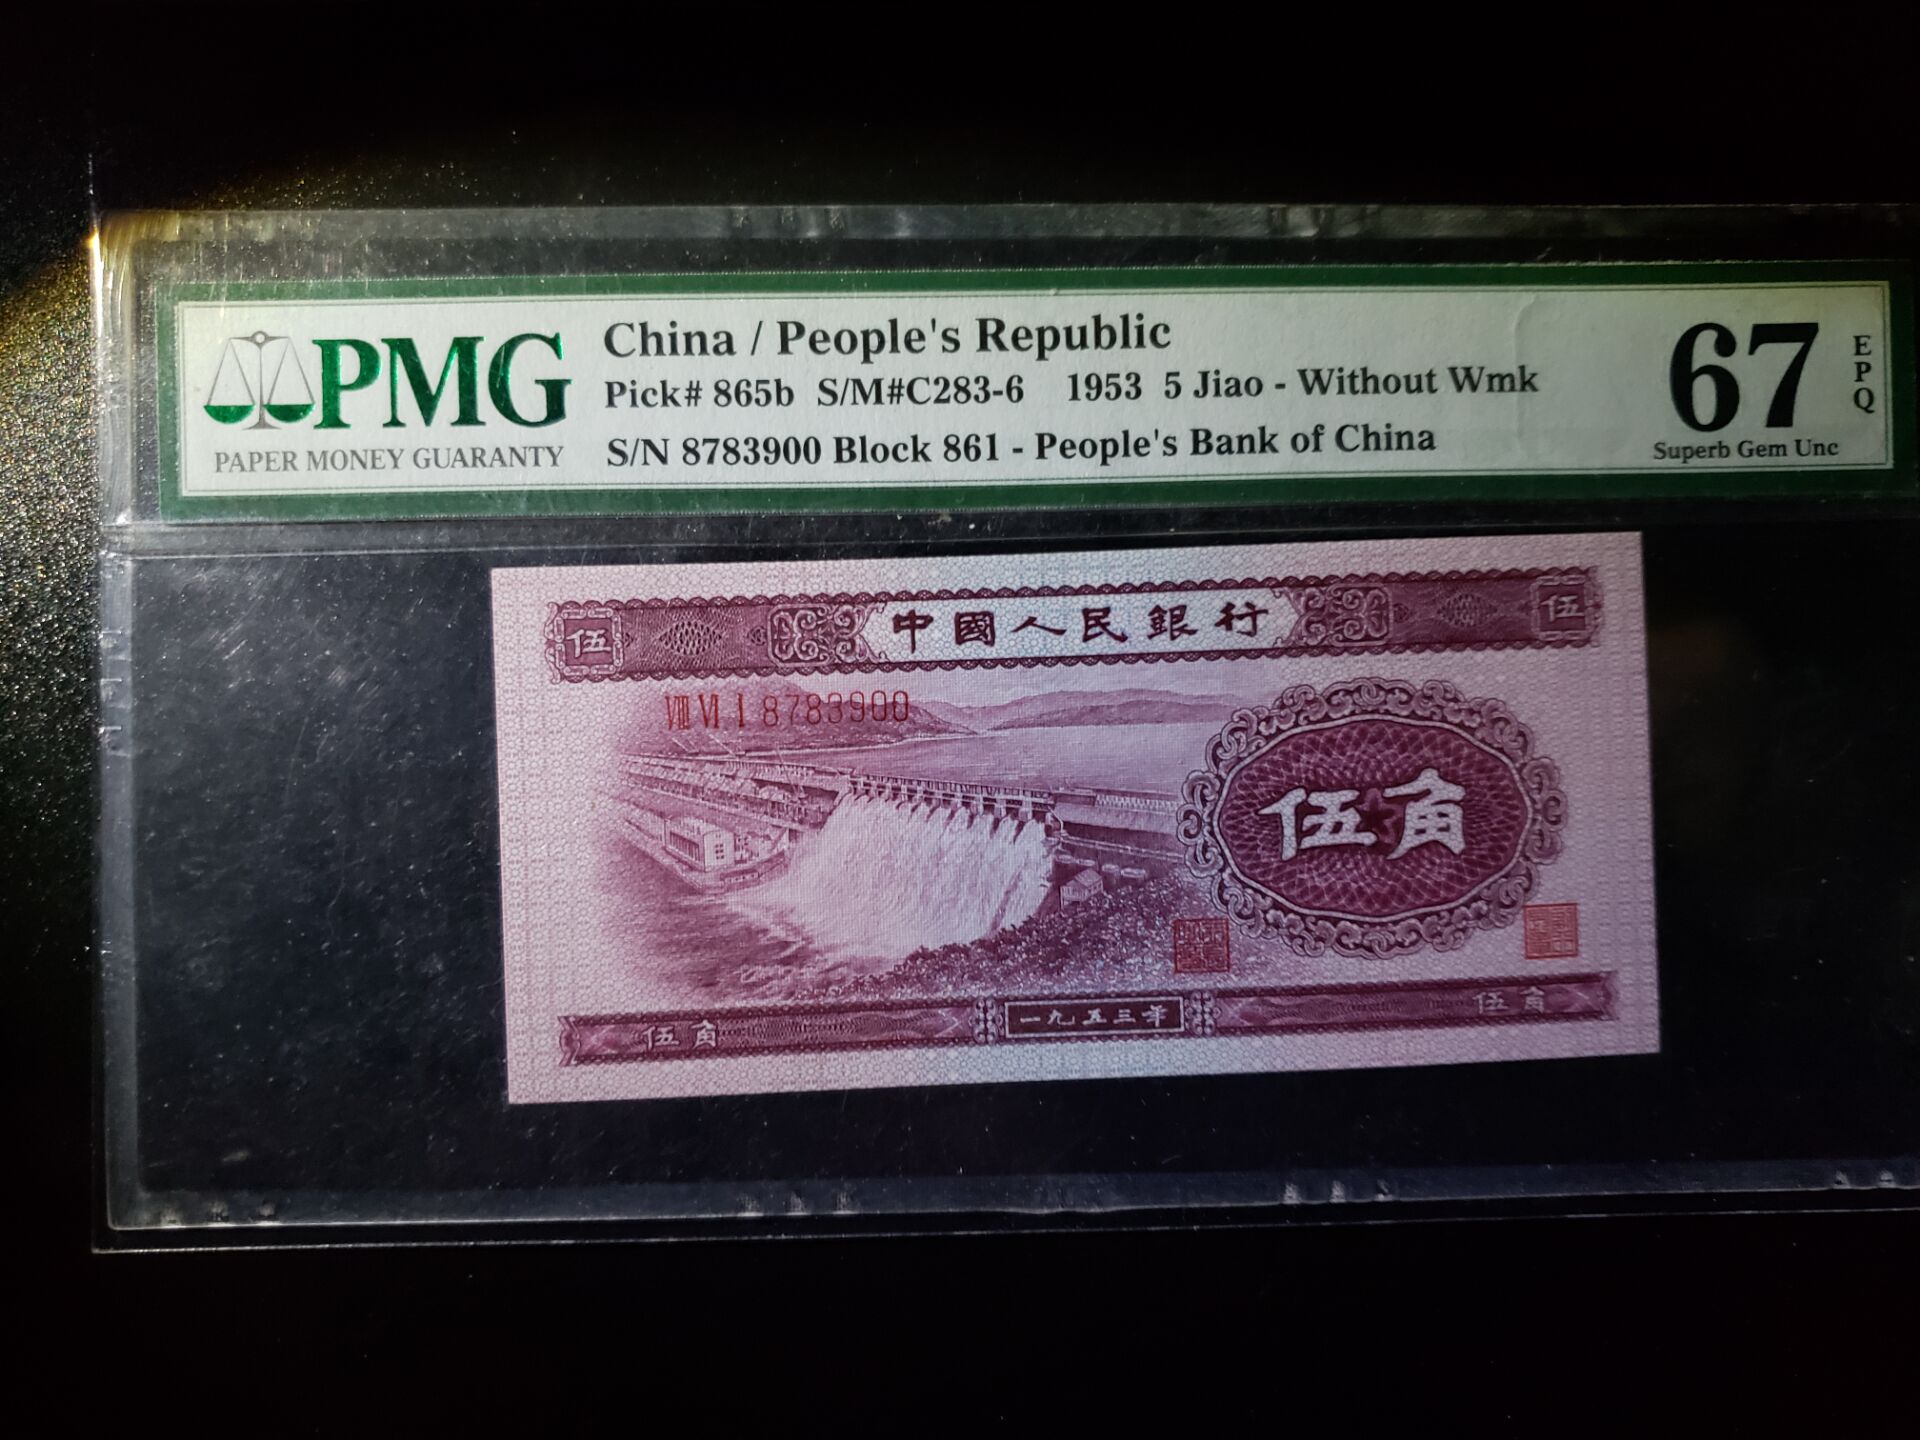 PMG
PAPER MONEY GUARANTY
China / People's Republic
Pick# 865b S/M#C283-6 1953 5 Jiao - Without Wmk
S/N 8783900 Block 861 - People's Bank of China
67
EPQ
Superb Gem Unc
伍 中國人民銀行 伍
VIII VI I 8783900
伍角
伍角 一九五三年 伍角